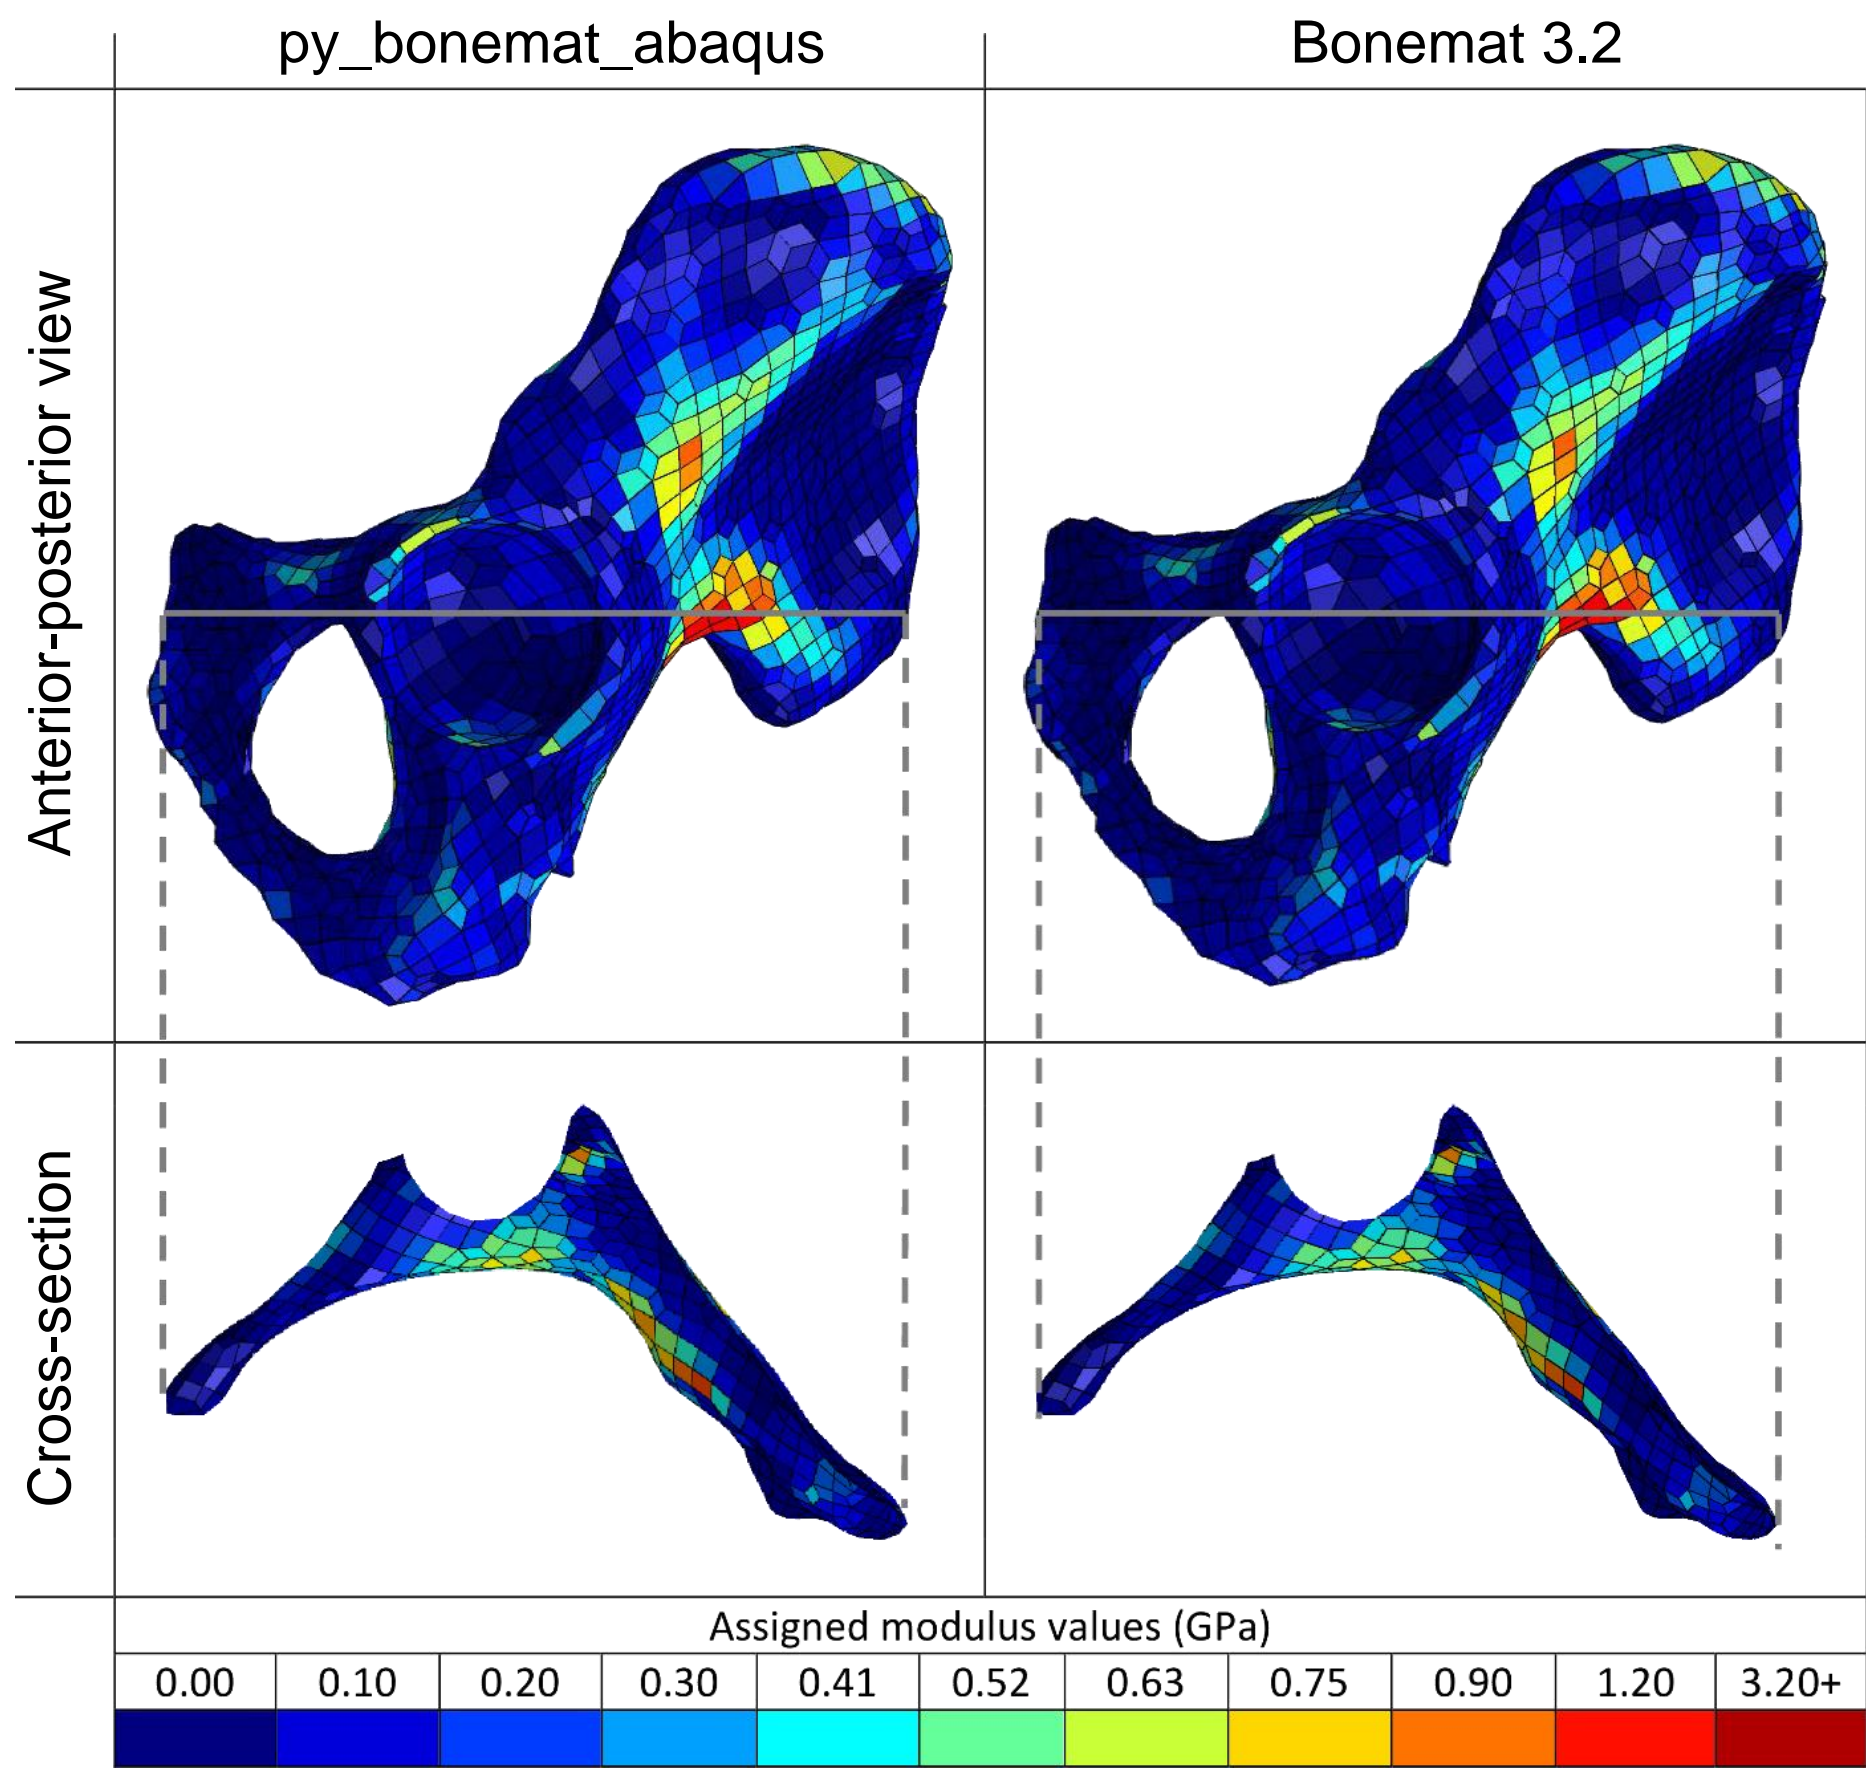 py_bonemat_abaqus
Bonemat 3.2
Anterior-posterior view
Cross-section
Assigned modulus values (GPa)
0.00 0.10 0.20 0.30 0.41 0.52 0.63 0.75 0.90 1.20 3.20+